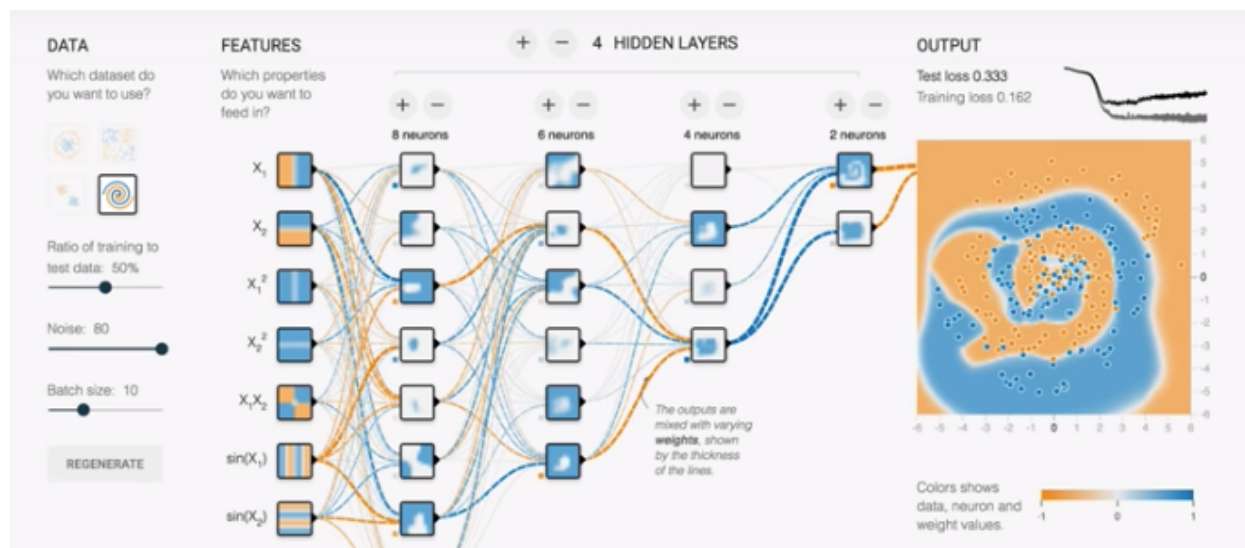 DATA
Which dataset do
you want to use?
Ratio of training to
test data: 50%
Noise: 80
Batch size: 10
REGENERATE
FEATURES
Which properties
do you want to
feed in?
X₁
X₂
X₁²
X₂²
X₁X₂
sin(X₁)
sin(X₂)
+ − 4 HIDDEN LAYERS
+ −
8 neurons
+ −
6 neurons
+ −
4 neurons
+ −
2 neurons
The outputs are
mixed with varying
weights, shown
by the thickness
of the lines.
OUTPUT
Test loss 0.333
Training loss 0.162
6
5
4
3
2
1
0
-1
-2
-3
-4
-5
-6
-6 -5 -4 -3 -2 -1 0 1 2 3 4 5 6
Colors shows
data, neuron and
weight values.
-1 0 1